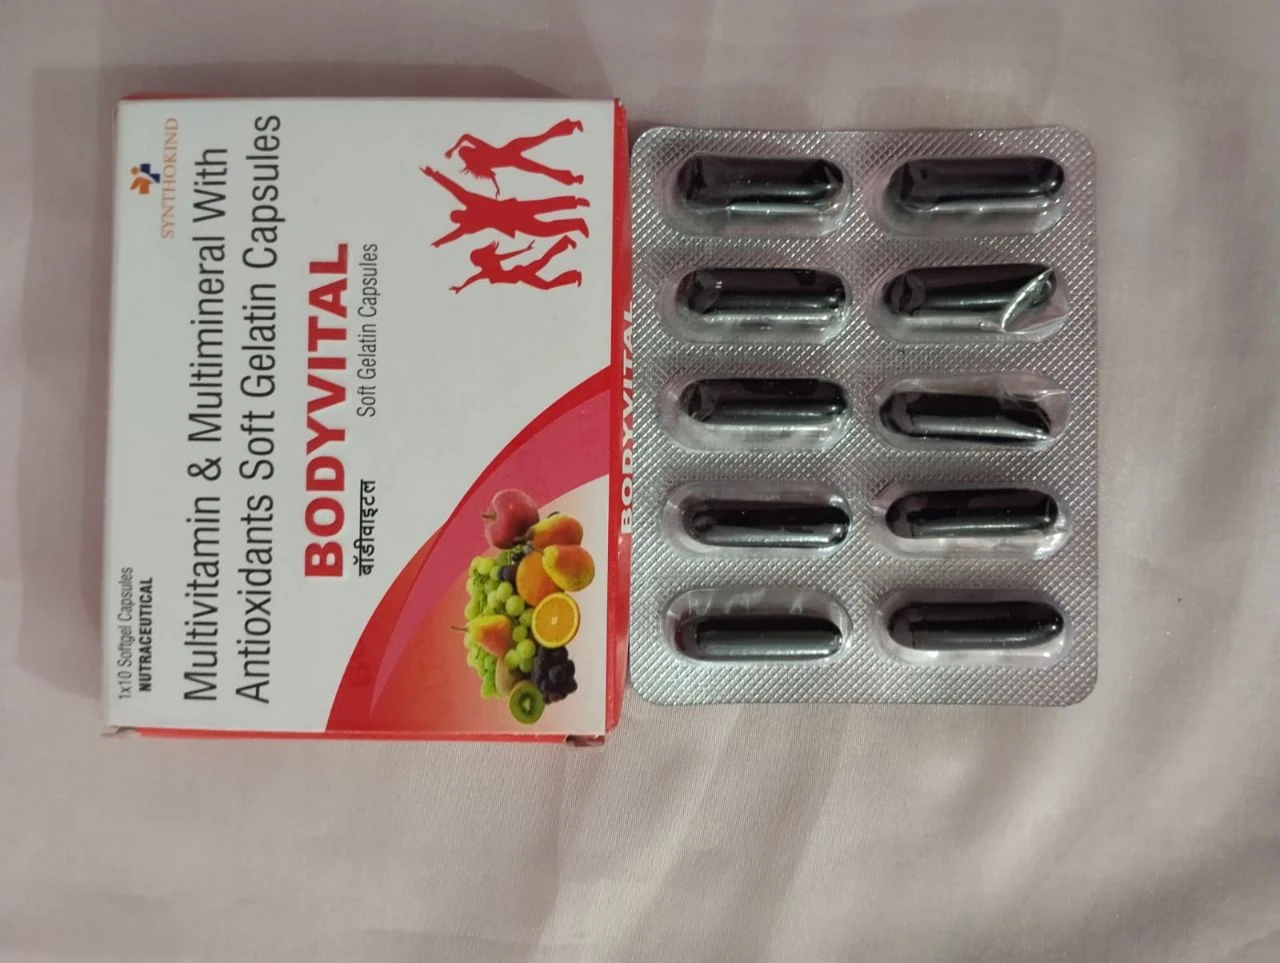 1x10 Softgel Capsules
NUTRACEUTICAL
SYNTHOKIND
Multivitamin & Multimineral With
Antioxidants Soft Gelatin Capsules
BODYVITAL
बॉडीवाइटल
Soft Gelatin Capsules
BODYVITAL